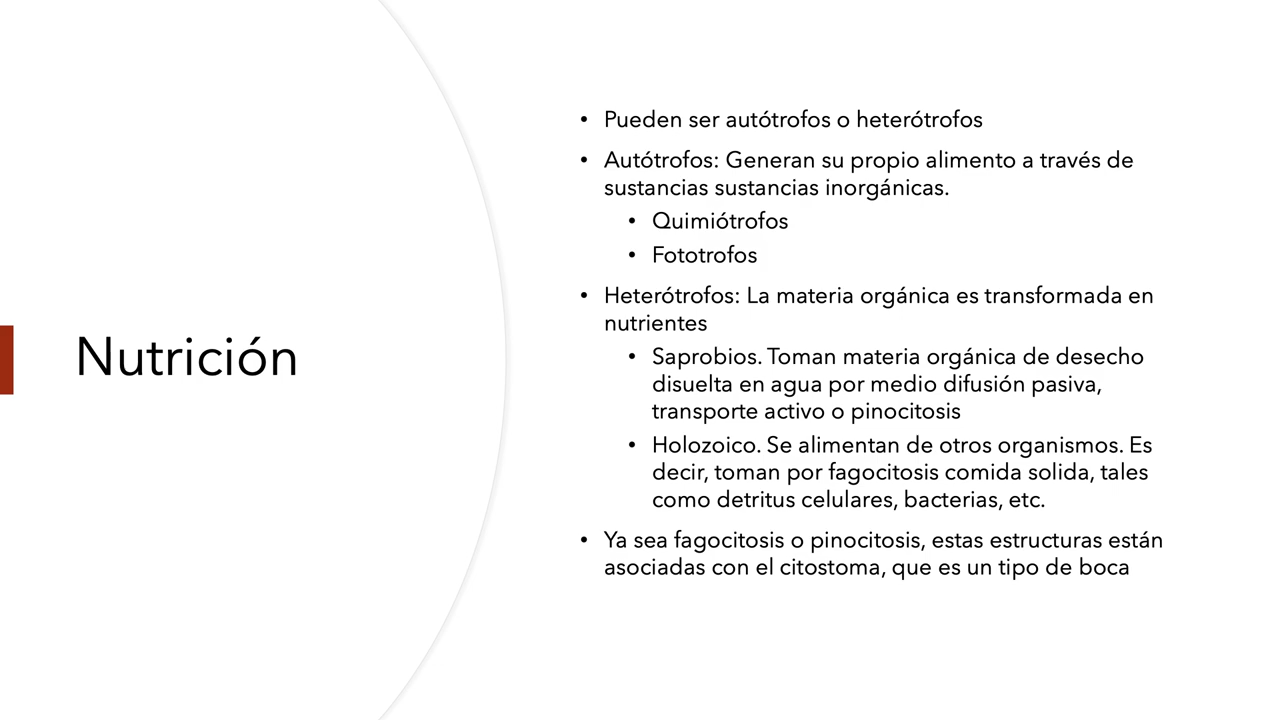 Nutrición
• Pueden ser autótrofos o heterótrofos
• Autótrofos: Generan su propio alimento a través de
sustancias sustancias inorgánicas.
• Quimiótrofos
• Fototrofos
• Heterótrofos: La materia orgánica es transformada en
nutrientes
• Saprobios. Toman materia orgánica de desecho
disuelta en agua por medio difusión pasiva,
transporte activo o pinocitosis
• Holozoico. Se alimentan de otros organismos. Es
decir, toman por fagocitosis comida solida, tales
como detritus celulares, bacterias, etc.
• Ya sea fagocitosis o pinocitosis, estas estructuras están
asociadas con el citostoma, que es un tipo de boca